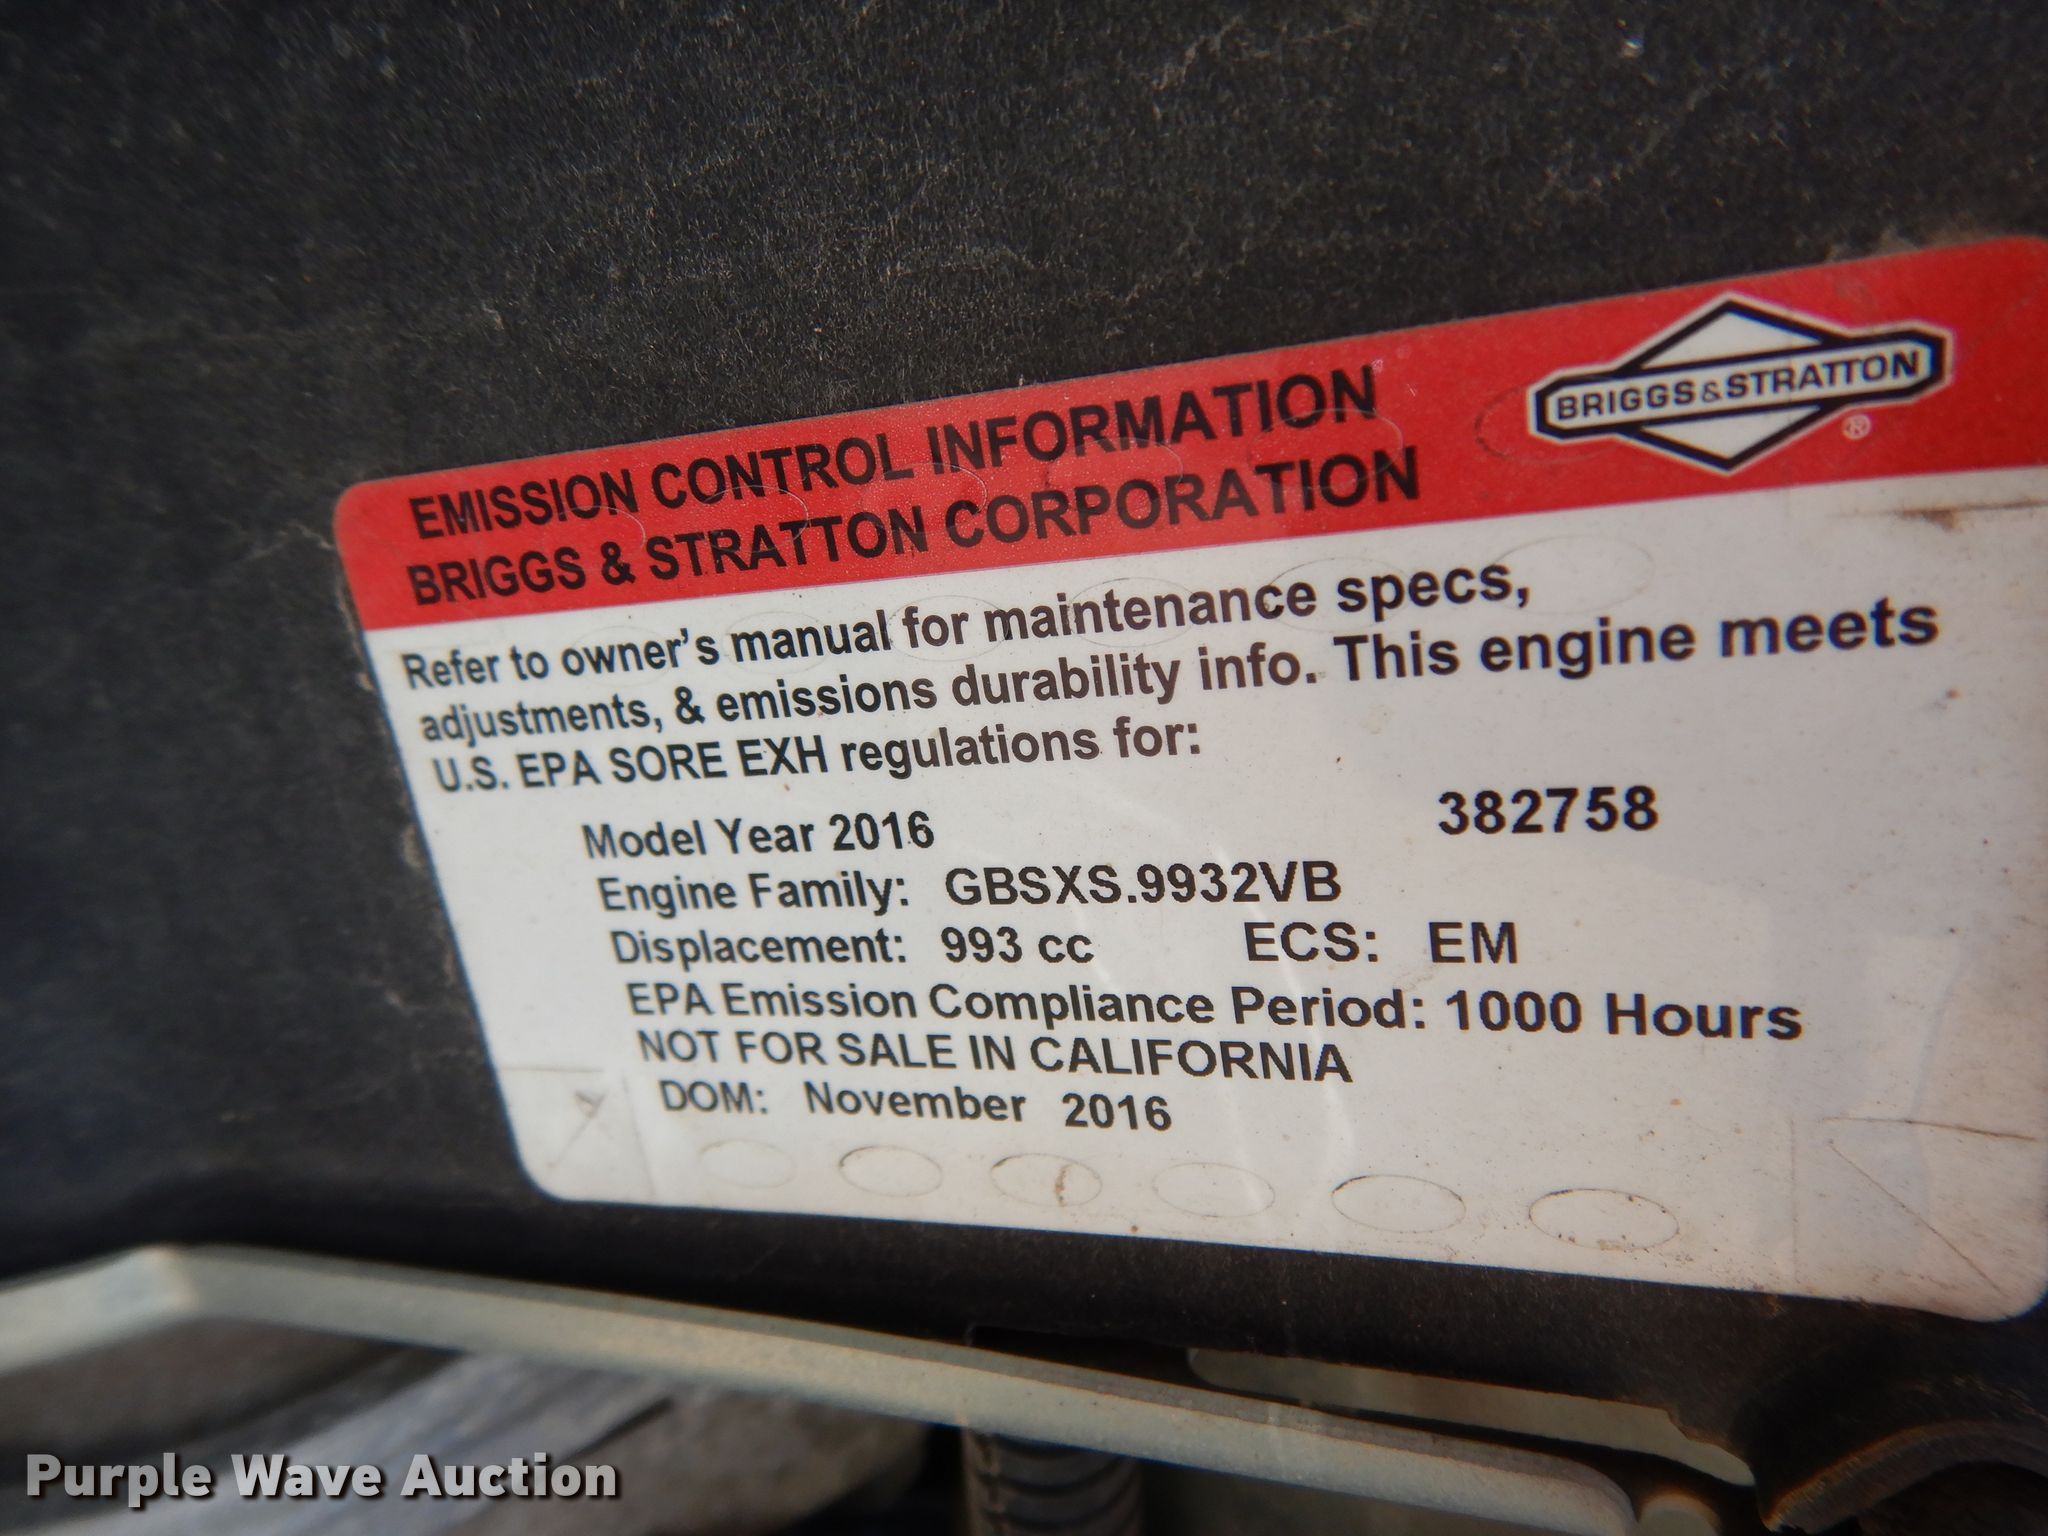 BRIGGS&STRATTON
®
EMISSION CONTROL INFORMATION
BRIGGS & STRATTON CORPORATION
Refer to owner's manual for maintenance specs,
adjustments, & emissions durability info. This engine meets
U.S. EPA SORE EXH regulations for:
Model Year 2016 382758
Engine Family: GBSXS.9932VB
Displacement: 993 cc ECS: EM
EPA Emission Compliance Period: 1000 Hours
NOT FOR SALE IN CALIFORNIA
DOM: November 2016
Purple Wave Auction